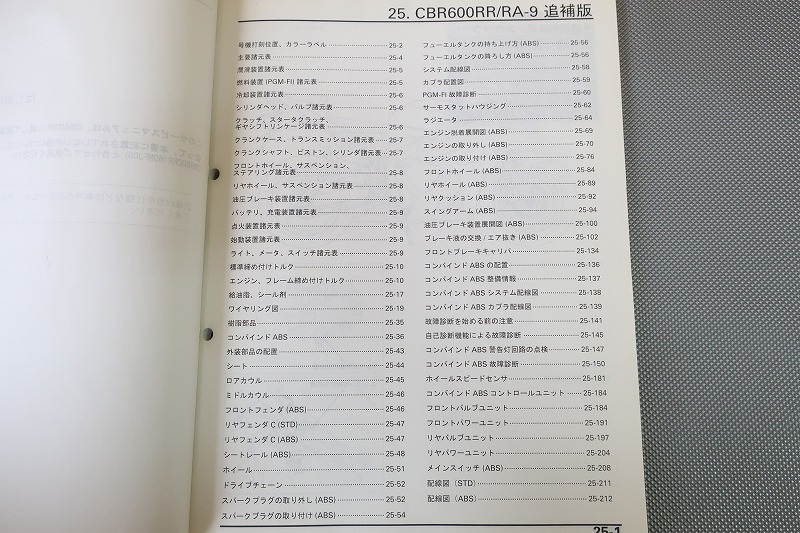 25. CBR600RR/RA-9 追補版
号機打刻位置、カラーラベル 25-2
主要諸元表 25-4
潤滑装置諸元表 25-5
燃料装置 (PGM-FI) 諸元表 25-5
冷却装置諸元表 25-6
シリンダヘッド、バルブ諸元表 25-6
クラッチ、スタータクラッチ、
ギヤシフトリンケージ諸元表 25-6
クランクケース、トランスミッション諸元表 25-7
クランクシャフト、ピストン、シリンダ諸元表 25-7
フロントホイール、サスペンション、
ステアリング諸元表 25-8
リヤホイール、サスペンション諸元表 25-8
油圧ブレーキ装置諸元表 25-8
バッテリ、充電装置諸元表 25-9
点火装置諸元表 25-9
始動装置諸元表 25-9
ライト、メータ、スイッチ諸元表 25-9
標準締め付けトルク 25-10
エンジン、フレーム締め付けトルク 25-10
給油脂、シール剤 25-17
ワイヤリング図 25-19
樹脂部品 25-35
コンバインド ABS 25-36
外装部品の配置 25-43
シート 25-44
ロアカウル 25-45
ミドルカウル 25-46
フロントフェンダ (ABS) 25-46
リヤフェンダ C (STD) 25-47
リヤフェンダ C (ABS) 25-47
シートレール (ABS) 25-48
ホイール 25-51
ドライブチェーン 25-52
スパークプラグの取り外し (ABS) 25-52
スパークプラグの取り付け (ABS) 25-54
フューエルタンクの持ち上げ方 (ABS) 25-56
フューエルタンクの降ろし方 (ABS) 25-56
システム配線図 25-58
カプラ配置図 25-59
PGM-FI 故障診断 25-60
サーモスタットハウジング 25-62
ラジエータ 25-64
エンジン脱着展開図 (ABS) 25-69
エンジンの取り外し (ABS) 25-70
エンジンの取り付け (ABS) 25-76
フロントホイール (ABS) 25-84
リヤホイール (ABS) 25-89
リヤクッション (ABS) 25-92
スイングアーム (ABS) 25-94
油圧ブレーキ装置展開図 (ABS) 25-100
ブレーキ液の交換 / エア抜き (ABS) 25-102
フロントブレーキキャリパ 25-134
コンバインド ABS の配置 25-136
コンバインド ABS 整備情報 25-137
コンバインド ABS システム配線図 25-138
コンバインド ABS カプラ配線図 25-139
故障診断を始める前の注意 25-141
自己診断機能による故障診断 25-145
コンバインド ABS 警告灯回路の点検 25-147
コンバインド ABS 故障診断 25-150
ホイールスピードセンサ 25-181
コンバインド ABS コントロールユニット 25-184
フロントバルブユニット 25-184
フロントパワーユニット 25-191
リヤバルブユニット 25-197
リヤパワーユニット 25-204
メインスイッチ (ABS) 25-208
配線図 (STD) 25-211
配線図 (ABS) 25-212
25-1